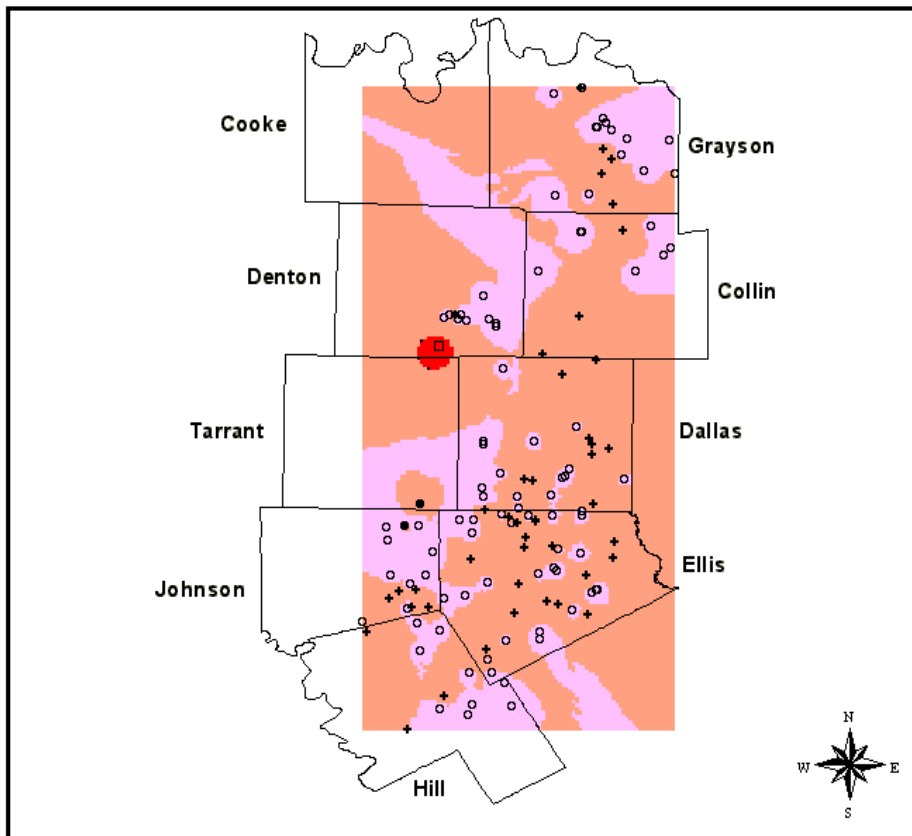 Cooke
Grayson
Denton
Collin
Tarrant
Dallas
Ellis
Johnson
Hill
N
W
E
S